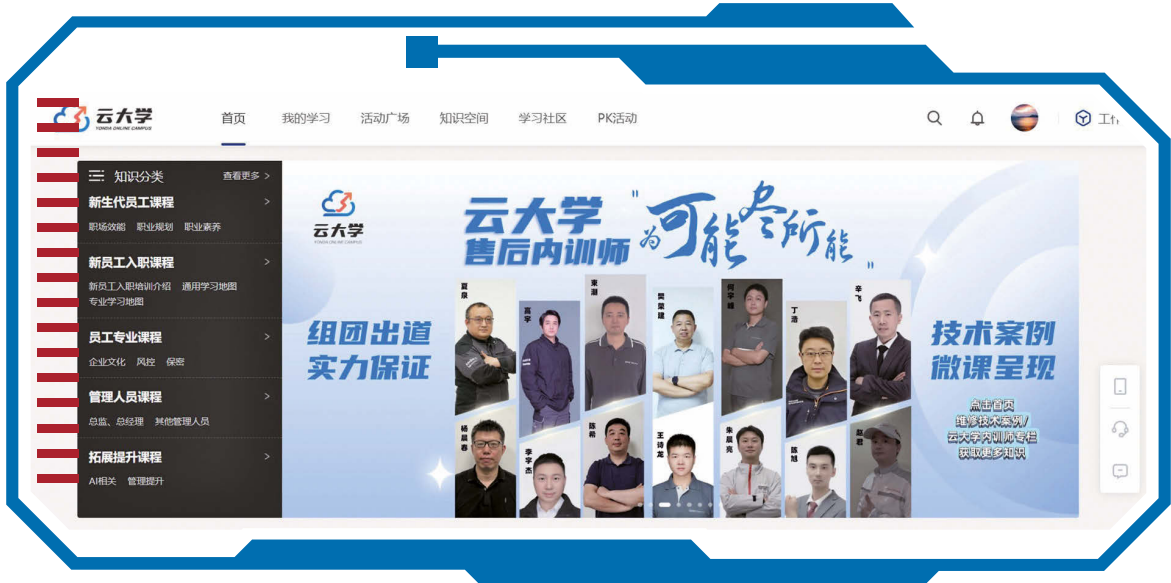 云大学
YONDA ONLINE CAMPUS
首页 我的学习 活动广场 知识空间 学习社区 PK活动
知识分类 查看更多 >
新生代员工课程 >
职场效能 职业规划 职业素养
新员工入职课程 >
新员工入职培训介绍 通用学习地图
专业学习地图
员工专业课程 >
企业文化 风控 保密
管理人员课程 >
总监、总经理 其他管理人员
拓展提升课程 >
AI相关 管理提升
云大学
YONDA ONLINE CAMPUS
云大学
售后内训师
"为可能 尽所能"
组团出道
实力保证
技术案例
微课呈现
点击首页
维修技术案例/
云大学内训师专栏
获取更多知识
夏泉
高宇
束潮
樊荣建
何宇峰
丁浩
辛飞
杨晨春
李宇杰
陈希
王诗龙
朱晨亮
陈旭